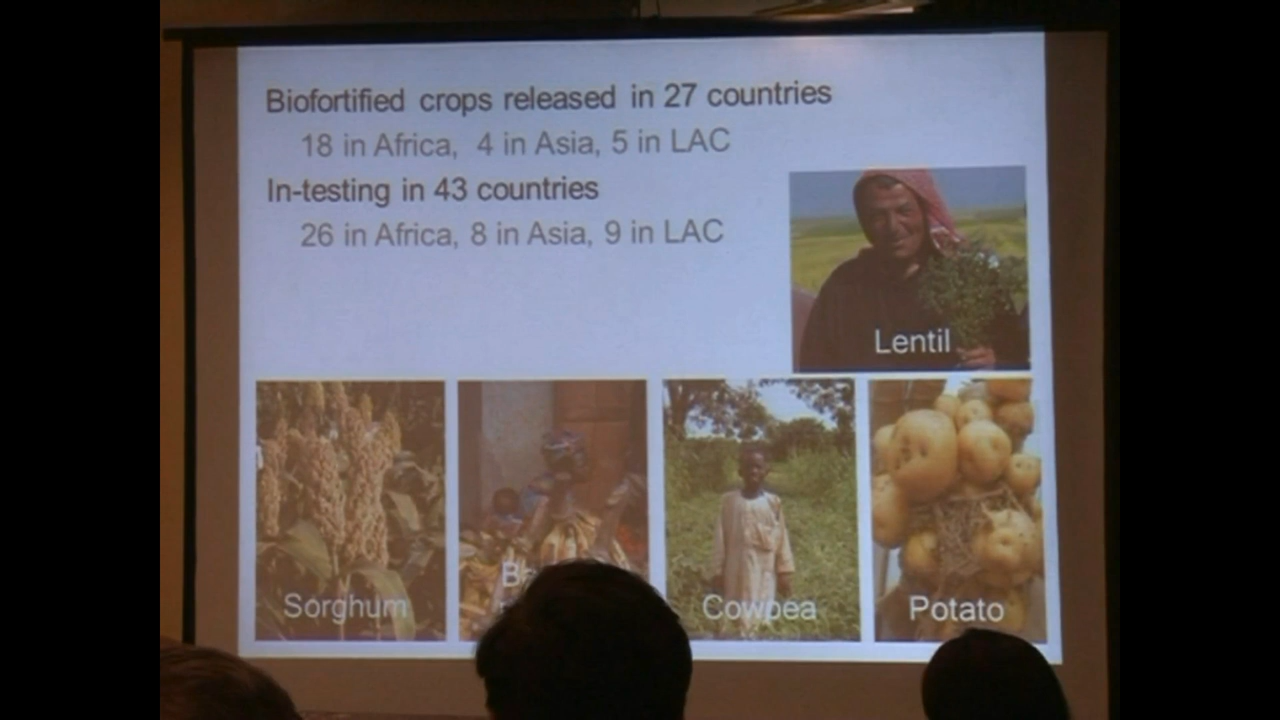 Biofortified crops released in 27 countries
18 in Africa, 4 in Asia, 5 in LAC
In-testing in 43 countries
26 in Africa, 8 in Asia, 9 in LAC
Lentil
Sorghum
Cowpea
Potato